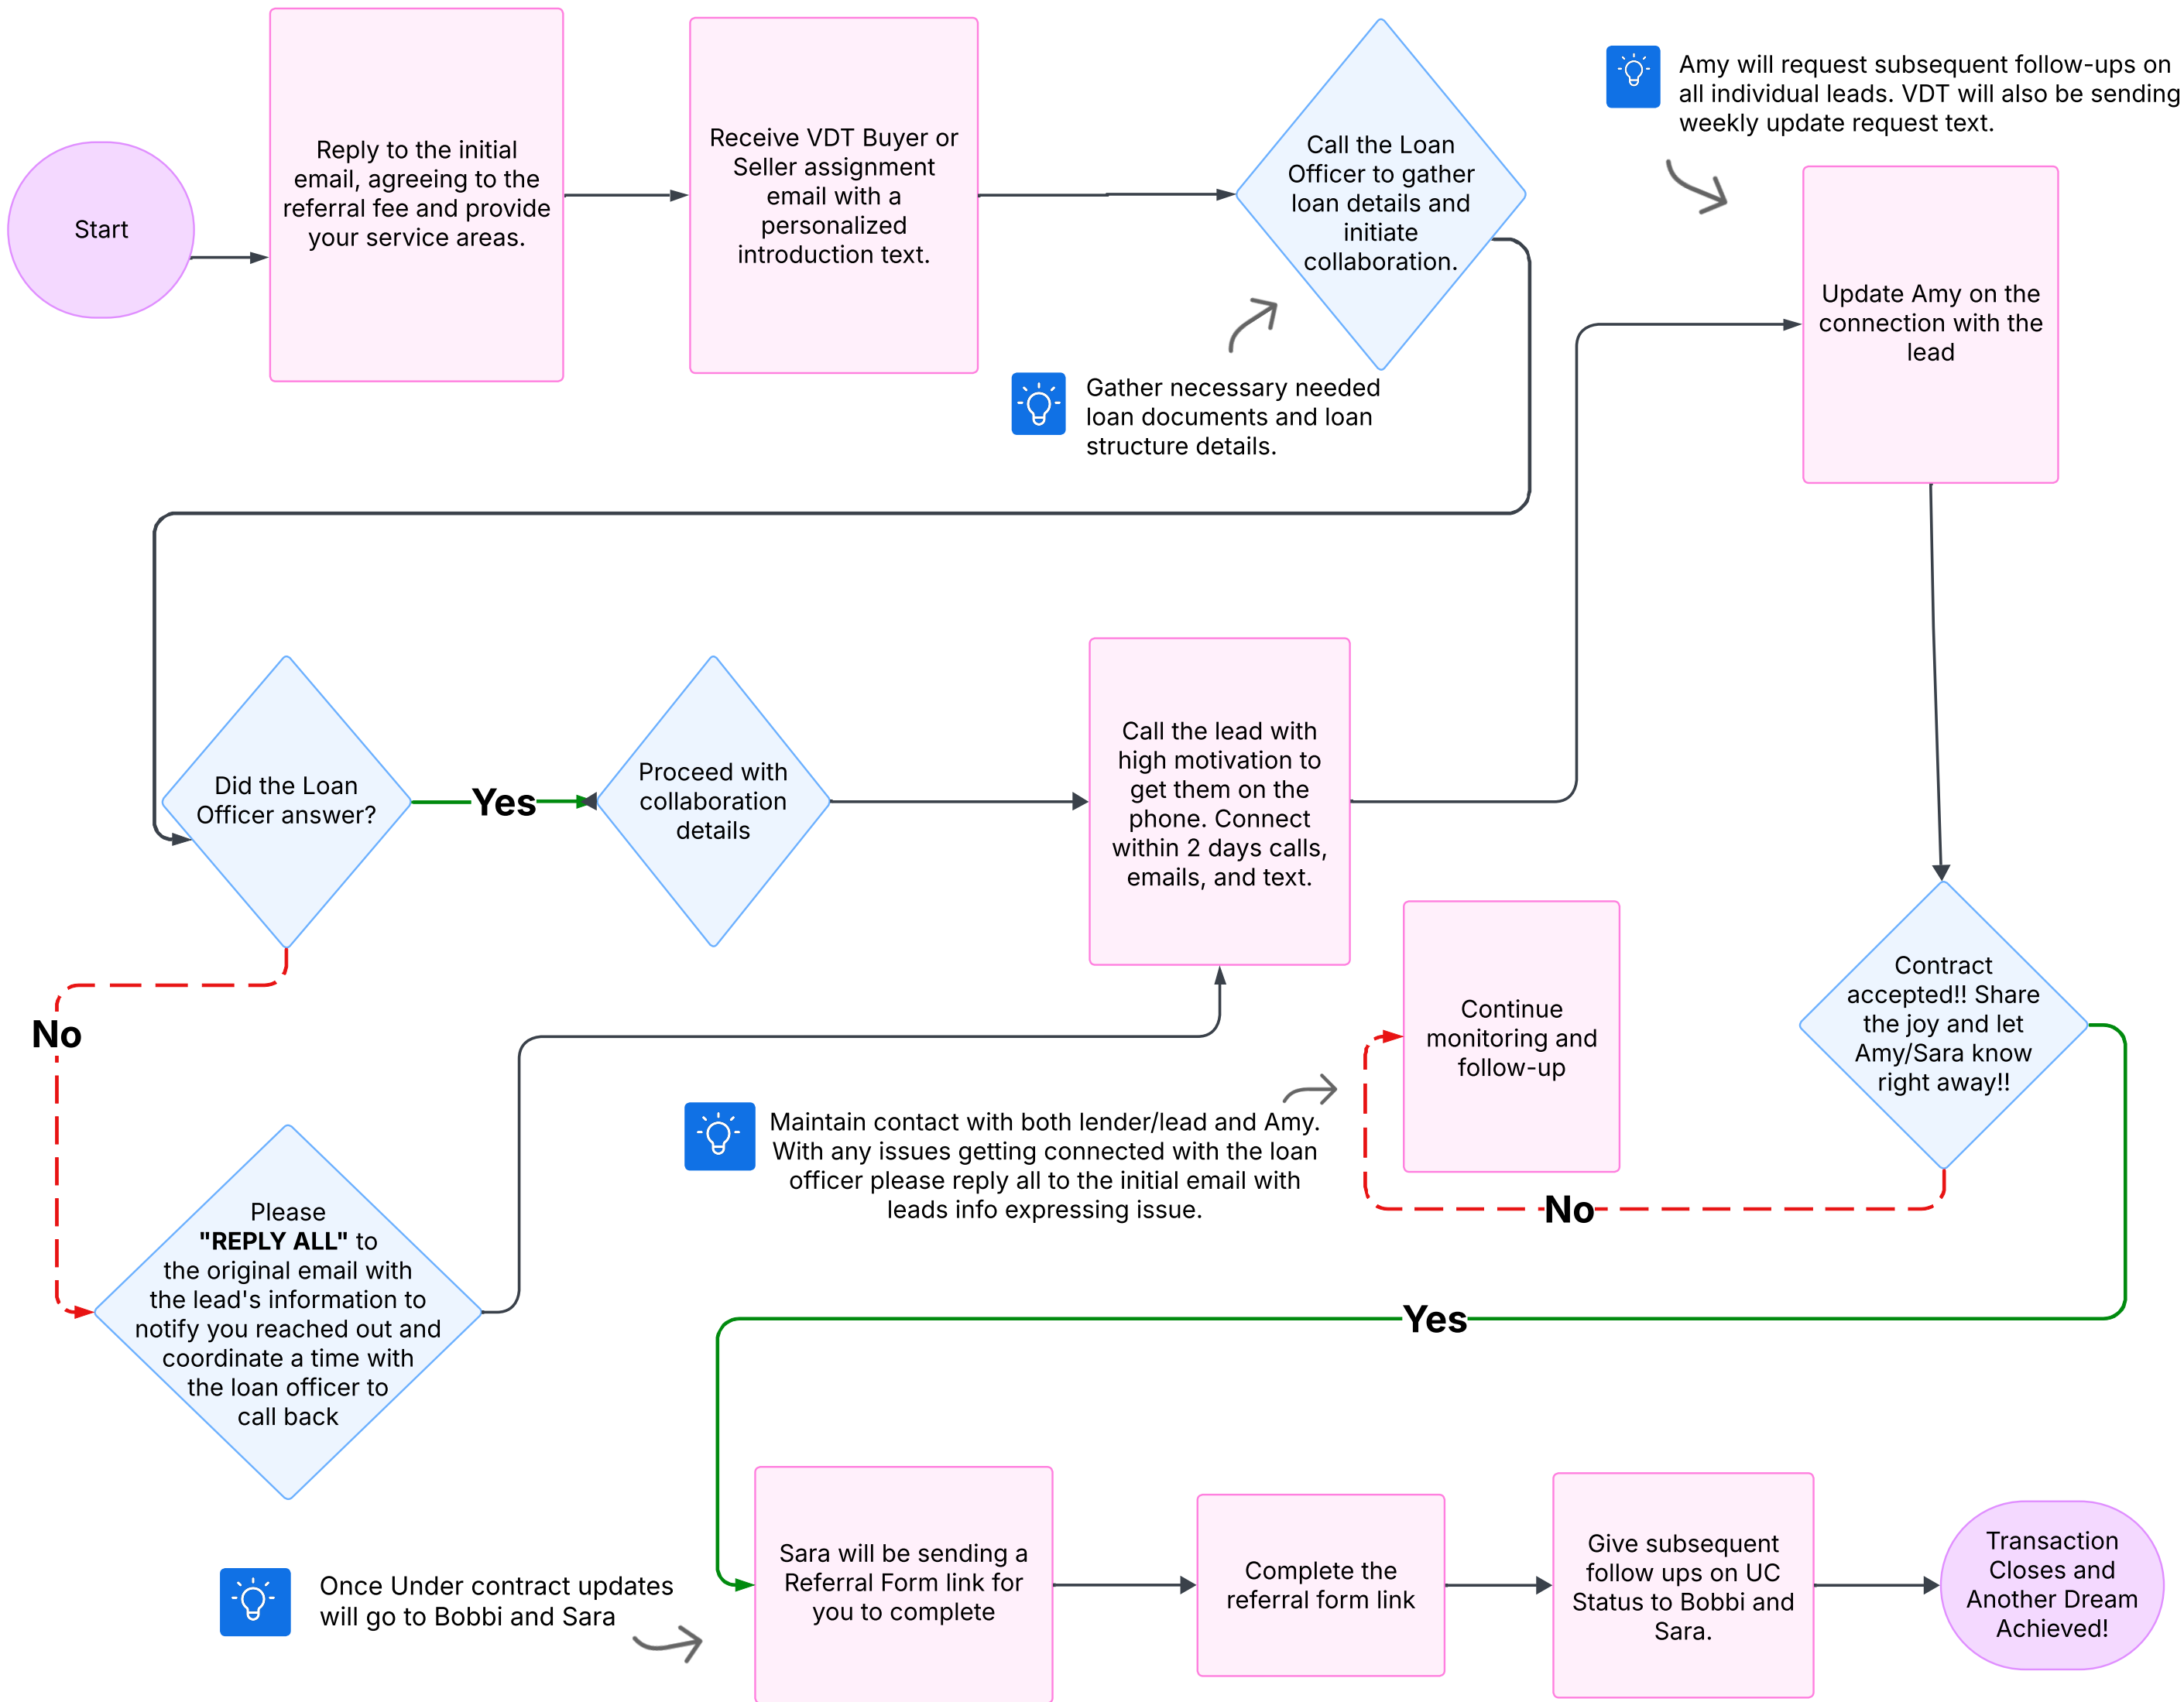 Start
Reply to the initial
email, agreeing to the
referral fee and provide
your service areas.
Receive VDT Buyer or
Seller assignment
email with a
personalized
introduction text.
Call the Loan
Officer to gather
loan details and
initiate
collaboration.
Gather necessary needed
loan documents and loan
structure details.
Amy will request subsequent follow-ups on
all individual leads. VDT will also be sending
weekly update request text.
Update Amy on the
connection with the
lead
Did the Loan
Officer answer?
Yes
Proceed with
collaboration
details
Call the lead with
high motivation to
get them on the
phone. Connect
within 2 days calls,
emails, and text.
No
Please
"REPLY ALL" to
the original email with
the lead's information to
notify you reached out and
coordinate a time with
the loan officer to
call back
Maintain contact with both lender/lead and Amy.
With any issues getting connected with the loan
officer please reply all to the initial email with
leads info expressing issue.
Continue
monitoring and
follow-up
Contract
accepted!! Share
the joy and let
Amy/Sara know
right away!!
No
Yes
Once Under contract updates
will go to Bobbi and Sara
Sara will be sending a
Referral Form link for
you to complete
Complete the
referral form link
Give subsequent
follow ups on UC
Status to Bobbi and
Sara.
Transaction
Closes and
Another Dream
Achieved!